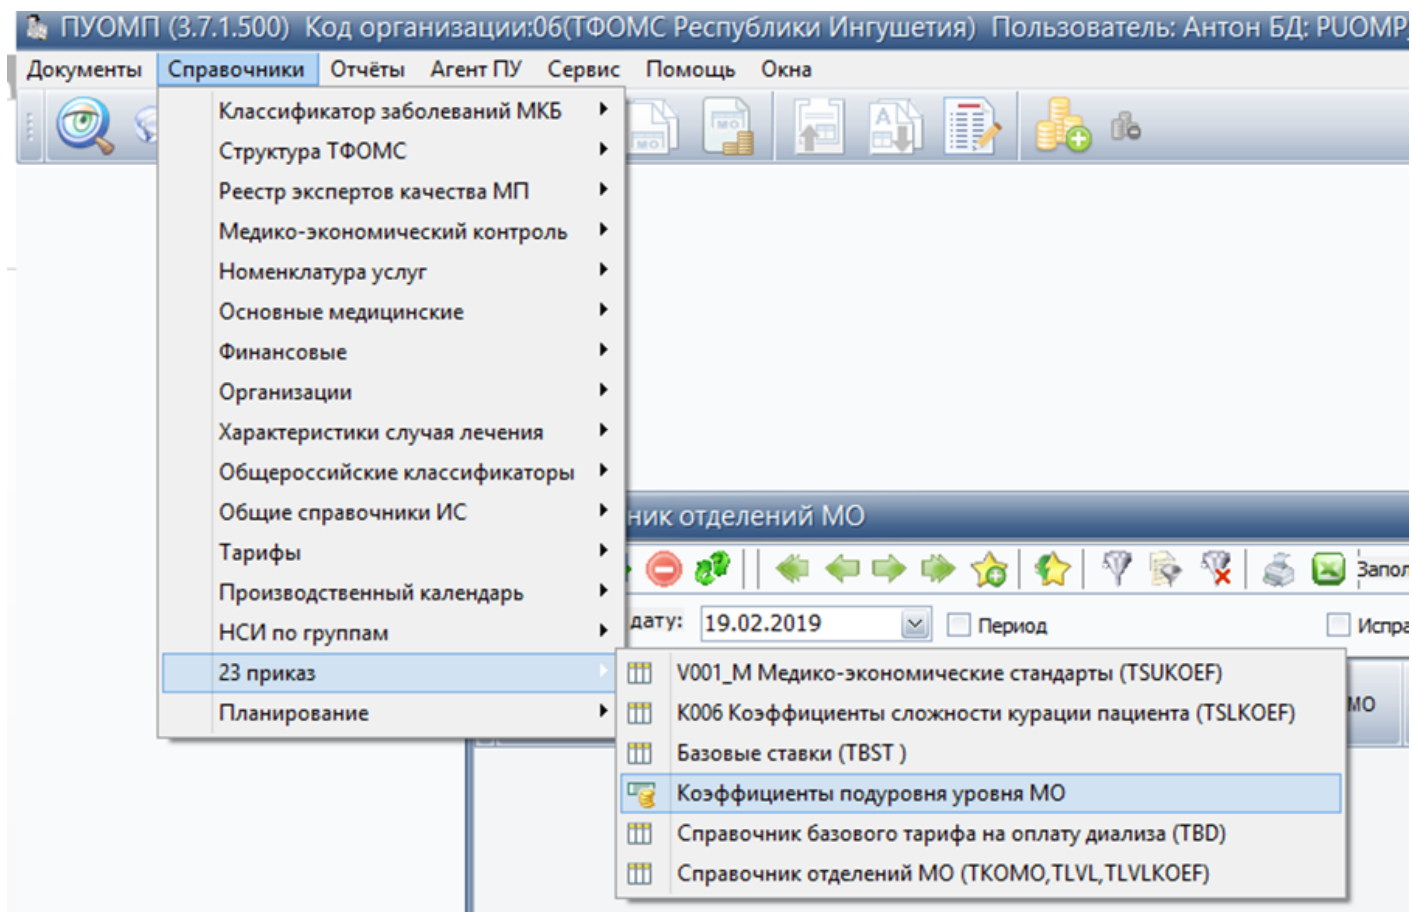 ПУОМП (3.7.1.500) Код организации:06(ТФОМС Республики Ингушетия) Пользователь: Антон БД: PUOMP_
Документы Справочники Отчёты Агент ПУ Сервис Помощь Окна
Классификатор заболеваний МКБ
Структура ТФОМС
Реестр экспертов качества МП
Медико-экономический контроль
Номенклатура услуг
Основные медицинские
Финансовые
Организации
Характеристики случая лечения
Общероссийские классификаторы
Общие справочники ИС
Тарифы
Производственный календарь
НСИ по группам
23 приказ
Планирование
ник отделений МО
Запол
дату: 19.02.2019 Период Испра
МО
V001_M Медико-экономические стандарты (TSUKOEF)
K006 Коэффициенты сложности курации пациента (TSLKOEF)
Базовые ставки (TBST )
Коэффициенты подуровня уровня МО
Справочник базового тарифа на оплату диализа (TBD)
Справочник отделений МО (TKOMO,TLVL,TLVLKOEF)